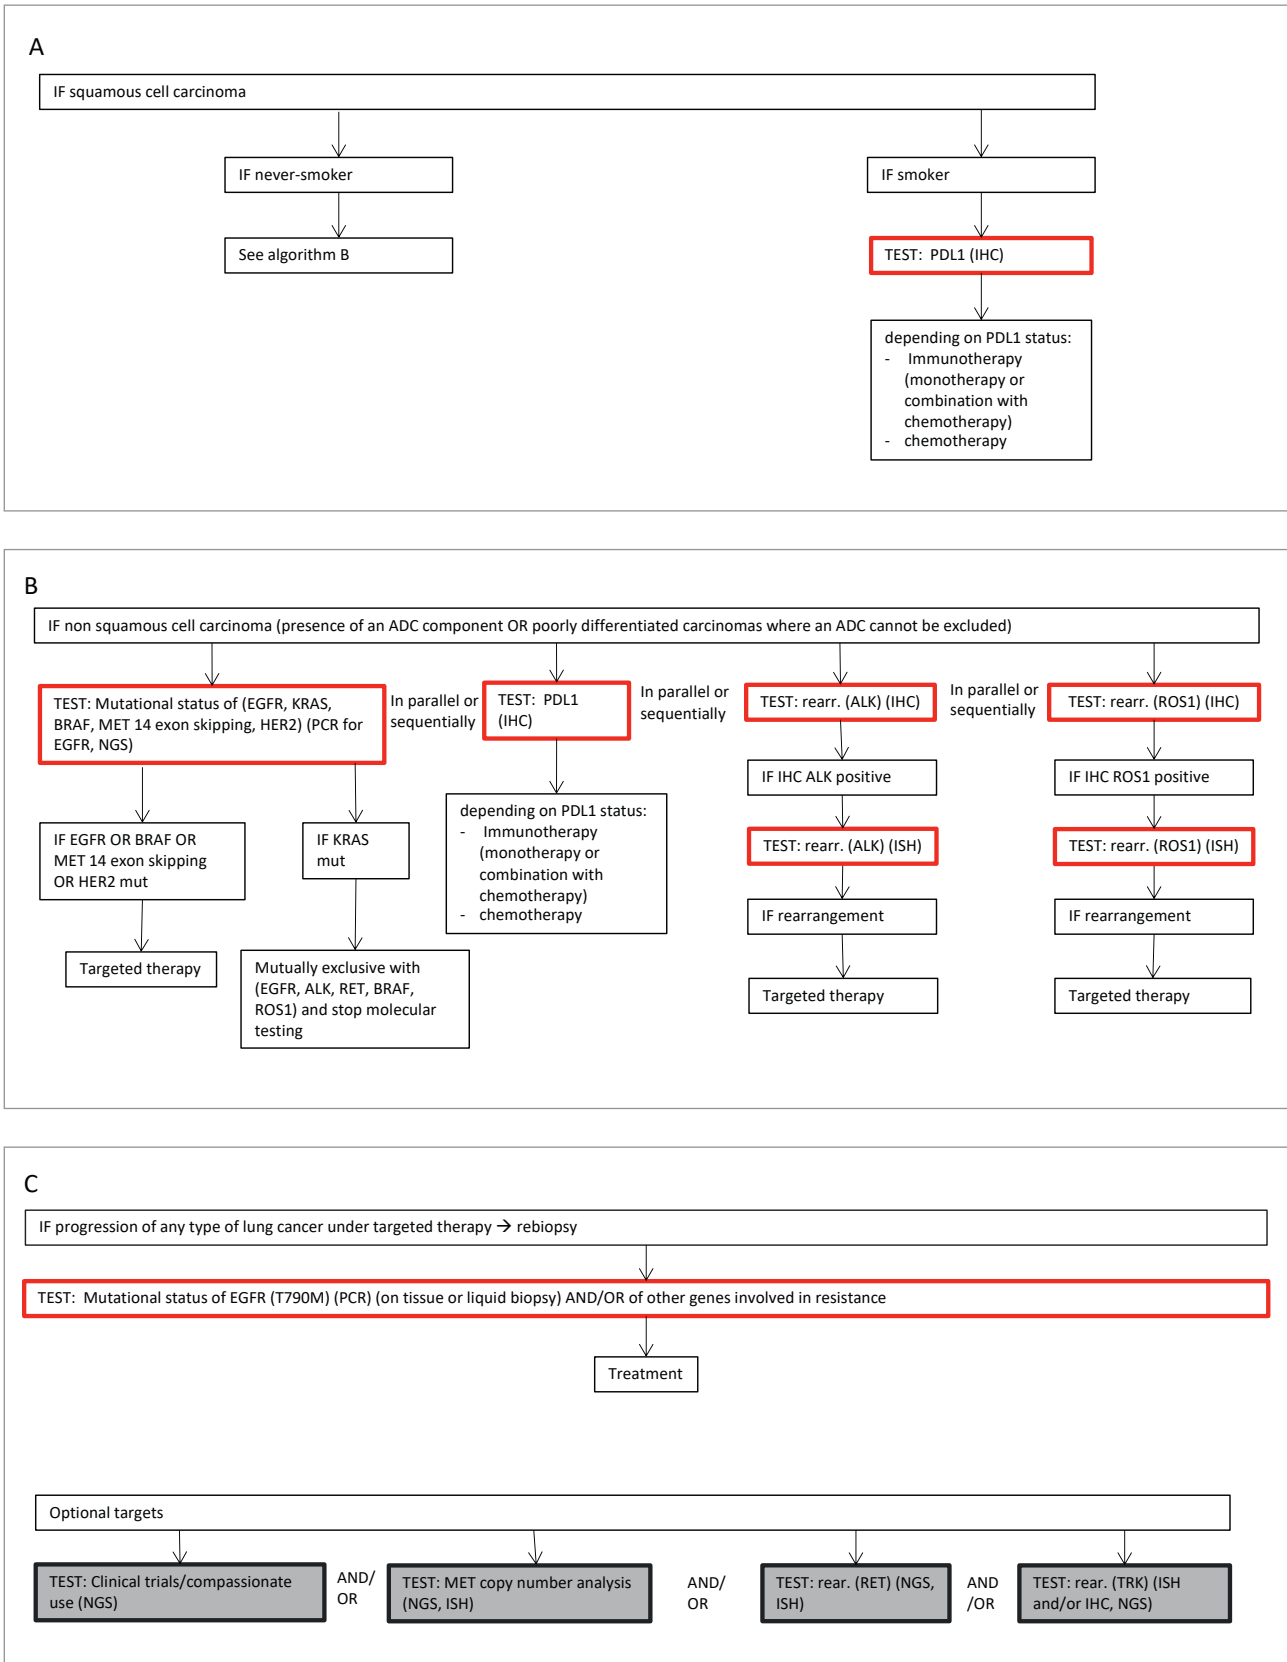 A
IF squamous cell carcinoma
IF never-smoker
IF smoker
See algorithm B
TEST:  PDL1 (IHC)
depending on PDL1 status:
-   Immunotherapy
(monotherapy or
combination with
chemotherapy)
-  chemotherapy
B
IF non squamous cell carcinoma (presence of an ADC component OR poorly differentiated carcinomas where an ADC cannot be excluded)
TEST: Mutational status of (EGFR, KRAS,
BRAF, MET 14 exon skipping, HER2) (PCR for
EGFR, NGS)
In parallel or
sequentially
TEST:  PDL1
(IHC)
In parallel or
sequentially
TEST: rearr. (ALK) (IHC)
In parallel or
sequentially
TEST: rearr. (ROS1) (IHC)
IF EGFR OR BRAF OR
MET 14 exon skipping
OR HER2 mut
IF KRAS
mut
depending on PDL1 status:
-   Immunotherapy
(monotherapy or
combination with
chemotherapy)
-  chemotherapy
IF IHC ALK positive
IF IHC ROS1 positive
TEST: rearr. (ALK) (ISH)
TEST: rearr. (ROS1) (ISH)
IF rearrangement
IF rearrangement
Targeted therapy
Mutually exclusive with
(EGFR, ALK, RET, BRAF,
ROS1) and stop molecular
testing
Targeted therapy
Targeted therapy
C
IF progression of any type of lung cancer under targeted therapy → rebiopsy
TEST:  Mutational status of EGFR (T790M) (PCR) (on tissue or liquid biopsy) AND/OR of other genes involved in resistance
Treatment
Optional targets
TEST: Clinical trials/compassionate
use (NGS)
AND/
OR
TEST: MET copy number analysis
(NGS, ISH)
AND/
OR
TEST: rear. (RET) (NGS,
ISH)
AND
/OR
TEST: rear. (TRK) (ISH
and/or IHC, NGS)